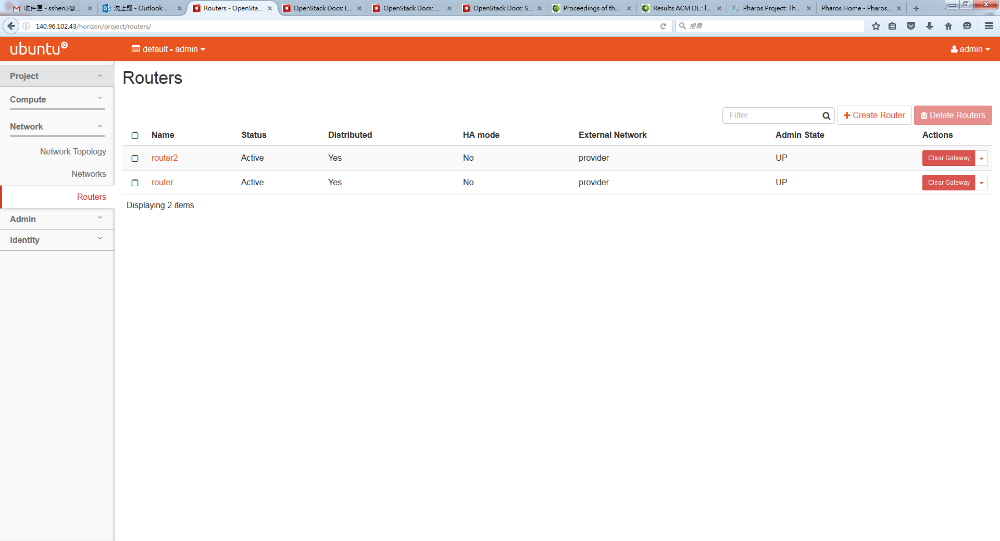 收件匣 - sshen3@... 沈上翔 - Outlook ... Routers - OpenSta... OpenStack Docs: I... OpenStack Docs: ... OpenStack Docs: S... Proceedings of th... Results ACM DL : l... Pharos Project: Th... Pharos Home - Pharos...
140.96.102.43/horizon/project/routers/ 搜尋
ubuntu default • admin admin
Project
Routers
Compute
Filter Create Router Delete Routers
Network
Name Status Distributed HA mode External Network Admin State Actions
Network Topology
router2 Active Yes No provider UP Clear Gateway
Networks
router Active Yes No provider UP Clear Gateway
Routers
Displaying 2 items
Admin
Identity